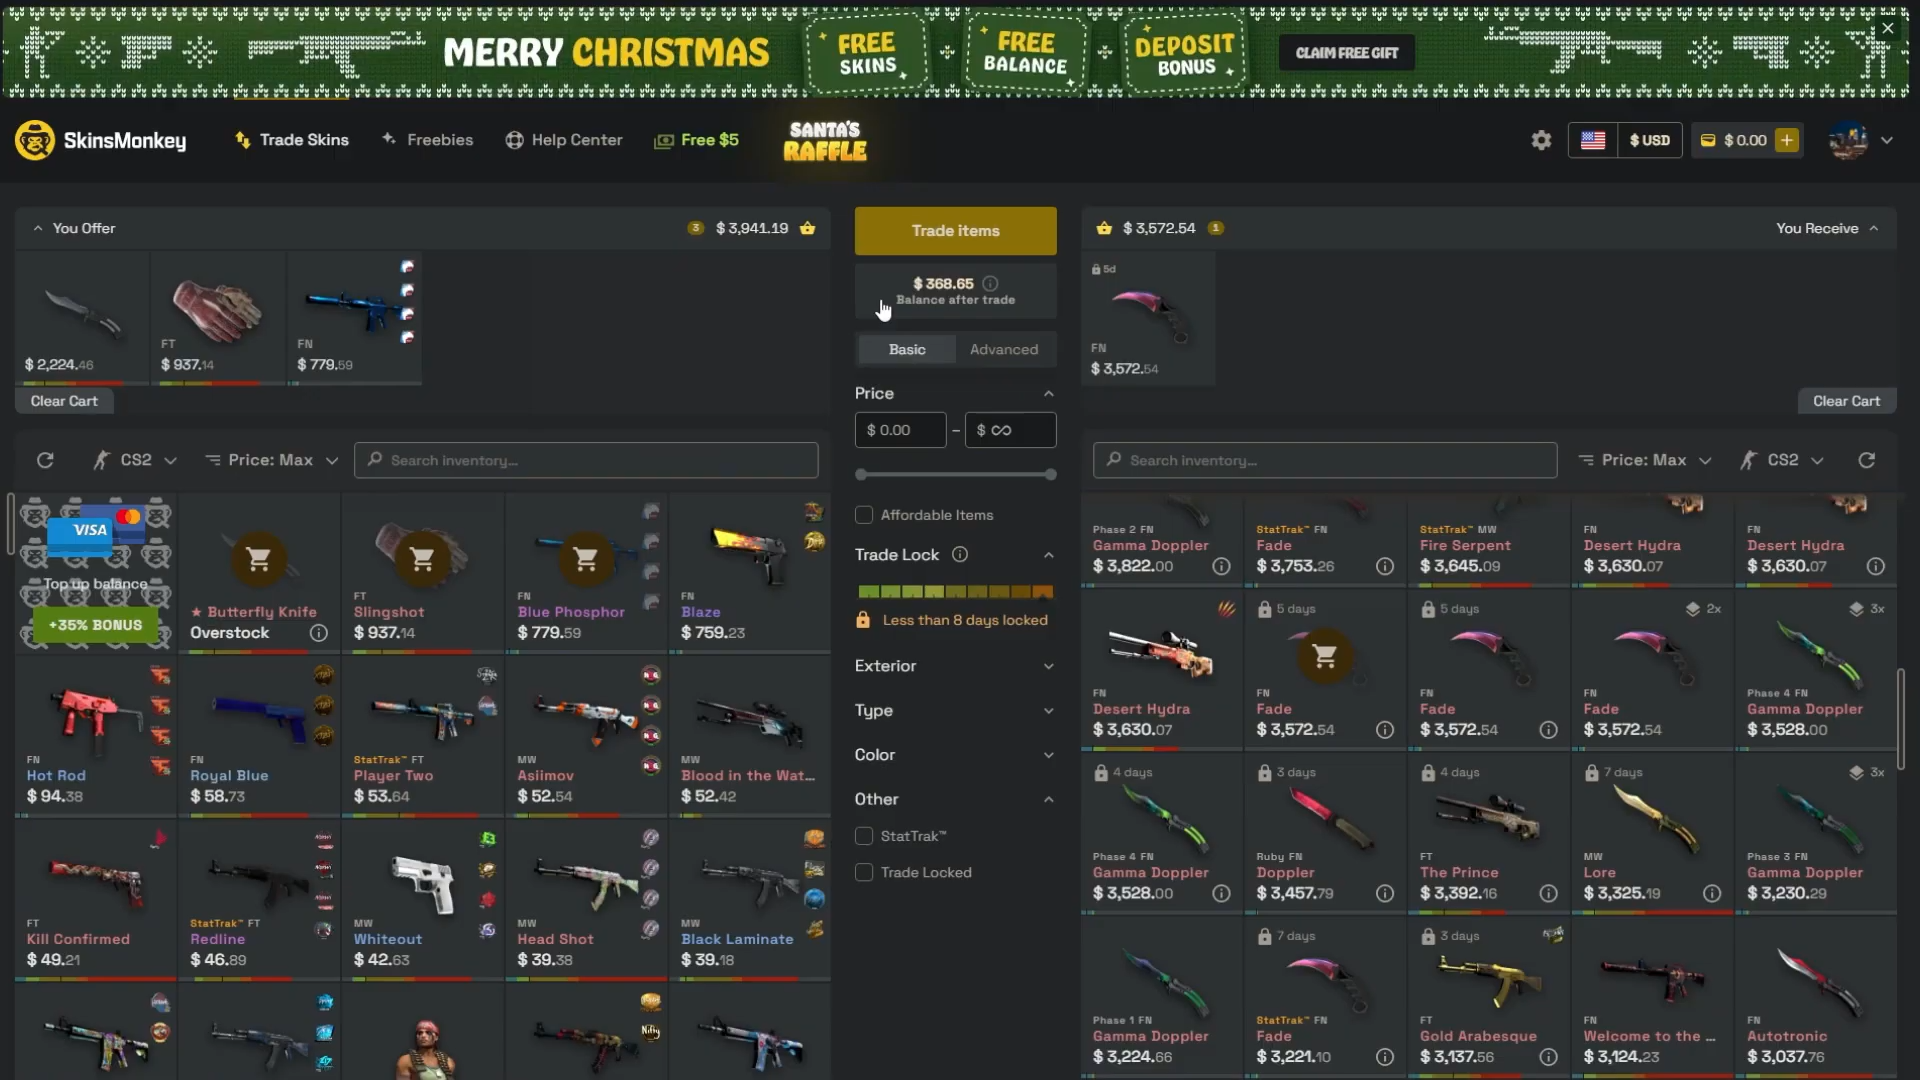 MERRY CHRISTMAS
FREE SKINS
FREE BALANCE
DEPOSIT BONUS
CLAIM FREE GIFT
SkinsMonkey
Trade Skins
Freebies
Help Center
Free $5
SANTA'S RAFFLE
$ USD
$ 0.00
You Offer
3
$ 3,941.19
$ 2,224.46
FT
$ 937.14
FN
$ 779.59
Clear Cart
Trade items
$ 368.65
Balance after trade
Basic
Advanced
$ 3,572.54
1
You Receive
5d
FN
$ 3,572.54
Clear Cart
CS2
Price: Max
Search inventory...
VISA
Top up balance
+35% BONUS
★ Butterfly Knife
Overstock
FT
Slingshot
$ 937.14
FN
Blue Phosphor
$ 779.59
FN
Blaze
$ 759.23
FN
Hot Rod
$ 94.38
FN
Royal Blue
$ 58.73
StatTrak™ FT
Player Two
$ 53.64
MW
Asiimov
$ 52.54
MW
Blood in the Wat...
$ 52.42
FT
Kill Confirmed
$ 49.21
StatTrak™ FT
Redline
$ 46.89
MW
Whiteout
$ 42.63
MW
Head Shot
$ 39.38
MW
Black Laminate
$ 39.18
Price
$ 0.00
–
$ ∞
Affordable Items
Trade Lock
Less than 8 days locked
Exterior
Type
Color
Other
StatTrak™
Trade Locked
Search inventory...
Price: Max
CS2
Phase 2 FN
Gamma Doppler
$ 3,822.00
StatTrak™ FN
Fade
$ 3,753.26
StatTrak™ MW
Fire Serpent
$ 3,645.09
FN
Desert Hydra
$ 3,630.07
FN
Desert Hydra
$ 3,630.07
FN
Desert Hydra
$ 3,630.07
5 days
FN
Fade
$ 3,572.54
5 days
FN
Fade
$ 3,572.54
2x
FN
Fade
$ 3,572.54
3x
Phase 4 FN
Gamma Doppler
$ 3,528.00
4 days
Phase 4 FN
Gamma Doppler
$ 3,528.00
3 days
Ruby FN
Doppler
$ 3,457.79
4 days
FT
The Prince
$ 3,392.16
7 days
MW
Lore
$ 3,325.19
3x
Phase 3 FN
Gamma Doppler
$ 3,230.29
Phase 1 FN
Gamma Doppler
$ 3,224.66
7 days
StatTrak™ FN
Fade
$ 3,221.10
3 days
FT
Gold Arabesque
$ 3,137.56
FN
Welcome to the ...
$ 3,124.23
FN
Autotronic
$ 3,037.76